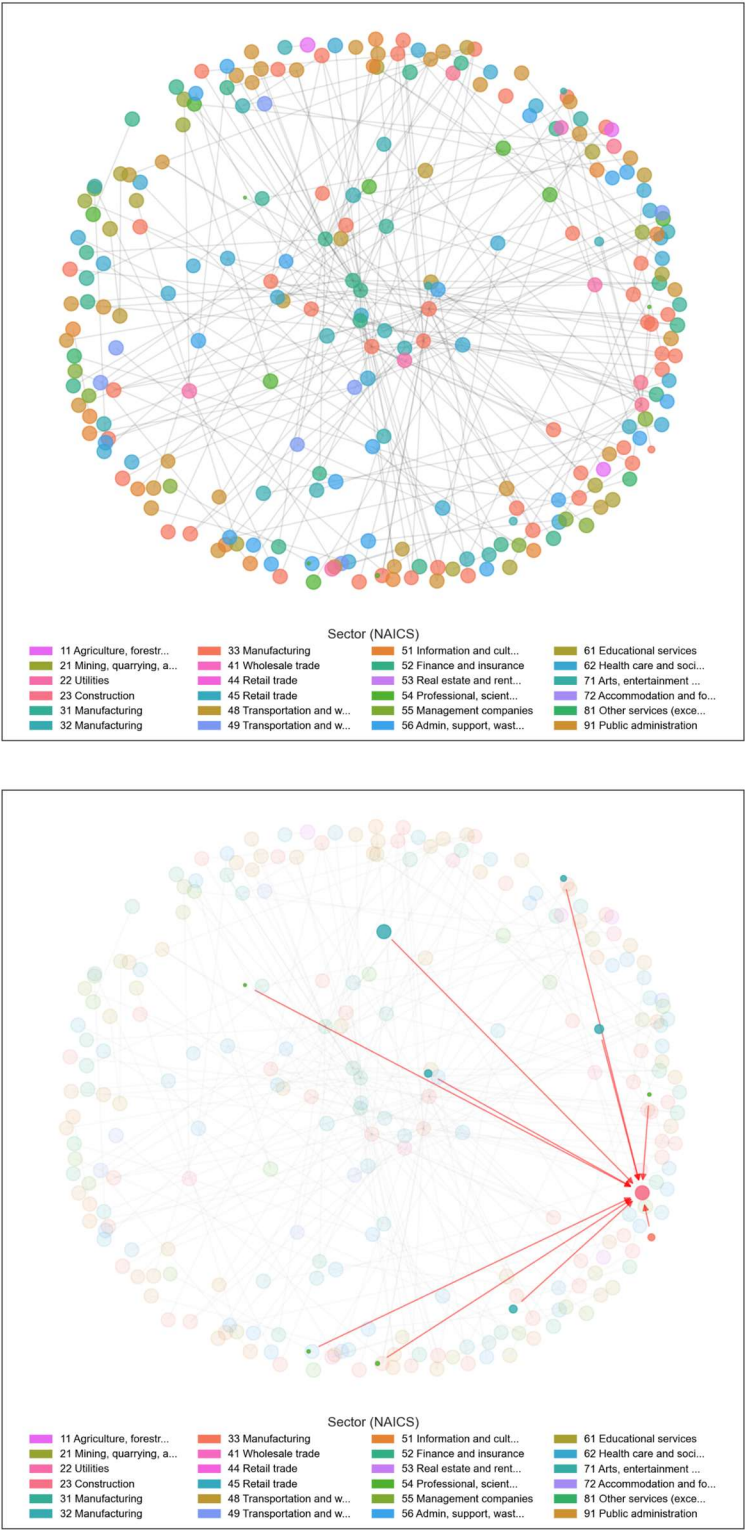 Sector (NAICS)
11 Agriculture, forestr... 33 Manufacturing 51 Information and cult... 61 Educational services
21 Mining, quarrying, a... 41 Wholesale trade 52 Finance and insurance 62 Health care and soci...
22 Utilities 44 Retail trade 53 Real estate and rent... 71 Arts, entertainment ...
23 Construction 45 Retail trade 54 Professional, scient... 72 Accommodation and fo...
31 Manufacturing 48 Transportation and w... 55 Management companies 81 Other services (exce...
32 Manufacturing 49 Transportation and w... 56 Admin, support, wast... 91 Public administration
Sector (NAICS)
11 Agriculture, forestr... 33 Manufacturing 51 Information and cult... 61 Educational services
21 Mining, quarrying, a... 41 Wholesale trade 52 Finance and insurance 62 Health care and soci...
22 Utilities 44 Retail trade 53 Real estate and rent... 71 Arts, entertainment ...
23 Construction 45 Retail trade 54 Professional, scient... 72 Accommodation and fo...
31 Manufacturing 48 Transportation and w... 55 Management companies 81 Other services (exce...
32 Manufacturing 49 Transportation and w... 56 Admin, support, wast... 91 Public administration